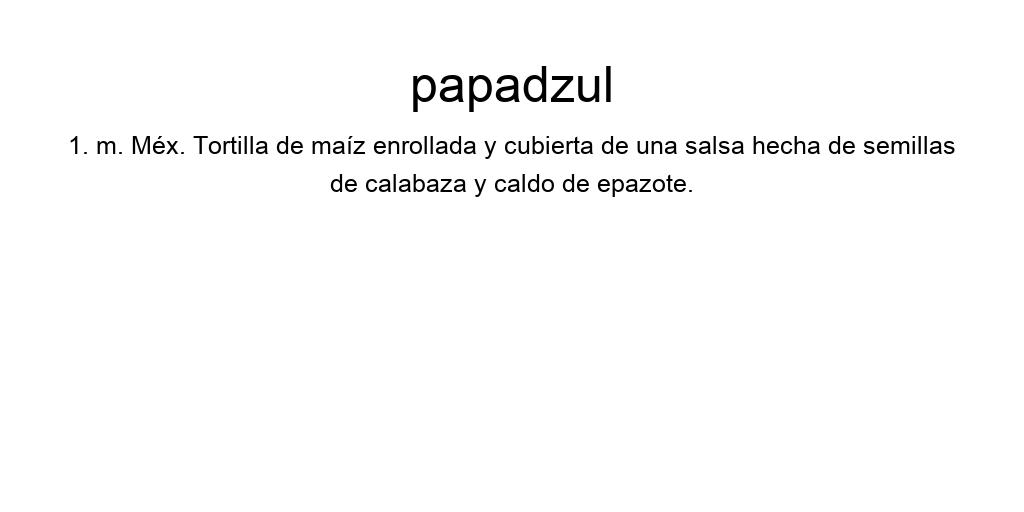 papadzul
1. m. Méx. Tortilla de maíz enrollada y cubierta de una salsa hecha de semillas
de calabaza y caldo de epazote.